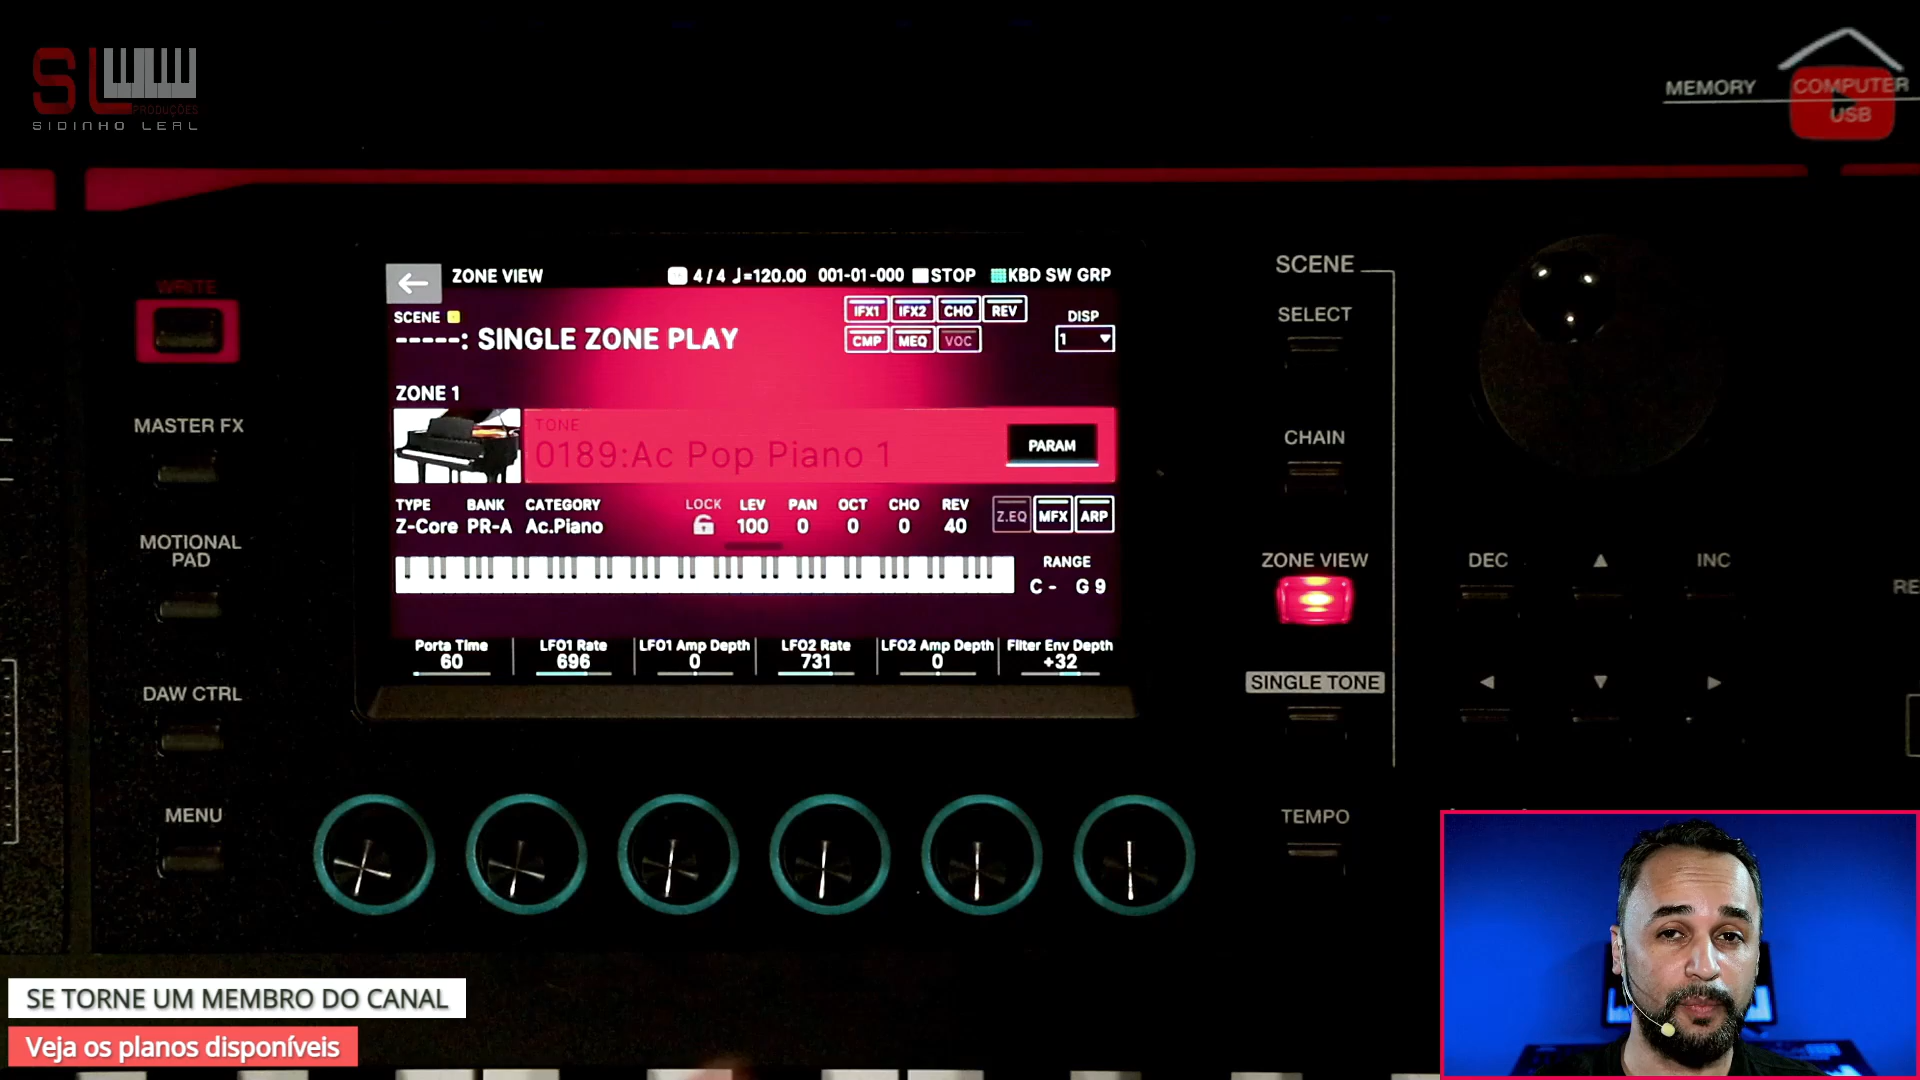 SL
PRODUÇÕES
SIDINHO LEAL
MEMORY
COMPUTER
USB
WRITE
MASTER FX
MOTIONAL
PAD
DAW CTRL
MENU
ZONE VIEW
4/4 ♩=120.00 001-01-000 STOP KBD SW GRP
SCENE
-----: SINGLE ZONE PLAY
IFX1 IFX2 CHO REV
CMP MEQ VOC
DISP
1
ZONE 1
TONE
0189:Ac Pop Piano 1
PARAM
TYPE BANK CATEGORY LOCK LEV PAN OCT CHO REV
Z-Core PR-A Ac.Piano 100 0 0 0 40
Z.EQ MFX ARP
RANGE
C - G 9
Porta Time LFO1 Rate LFO1 Amp Depth LFO2 Rate LFO2 Amp Depth Filter Env Depth
60 696 0 731 0 +32
SCENE
SELECT
CHAIN
ZONE VIEW
SINGLE TONE
TEMPO
DEC ▲ INC
◀ ▼ ▶
RE
SE TORNE UM MEMBRO DO CANAL
Veja os planos disponíveis